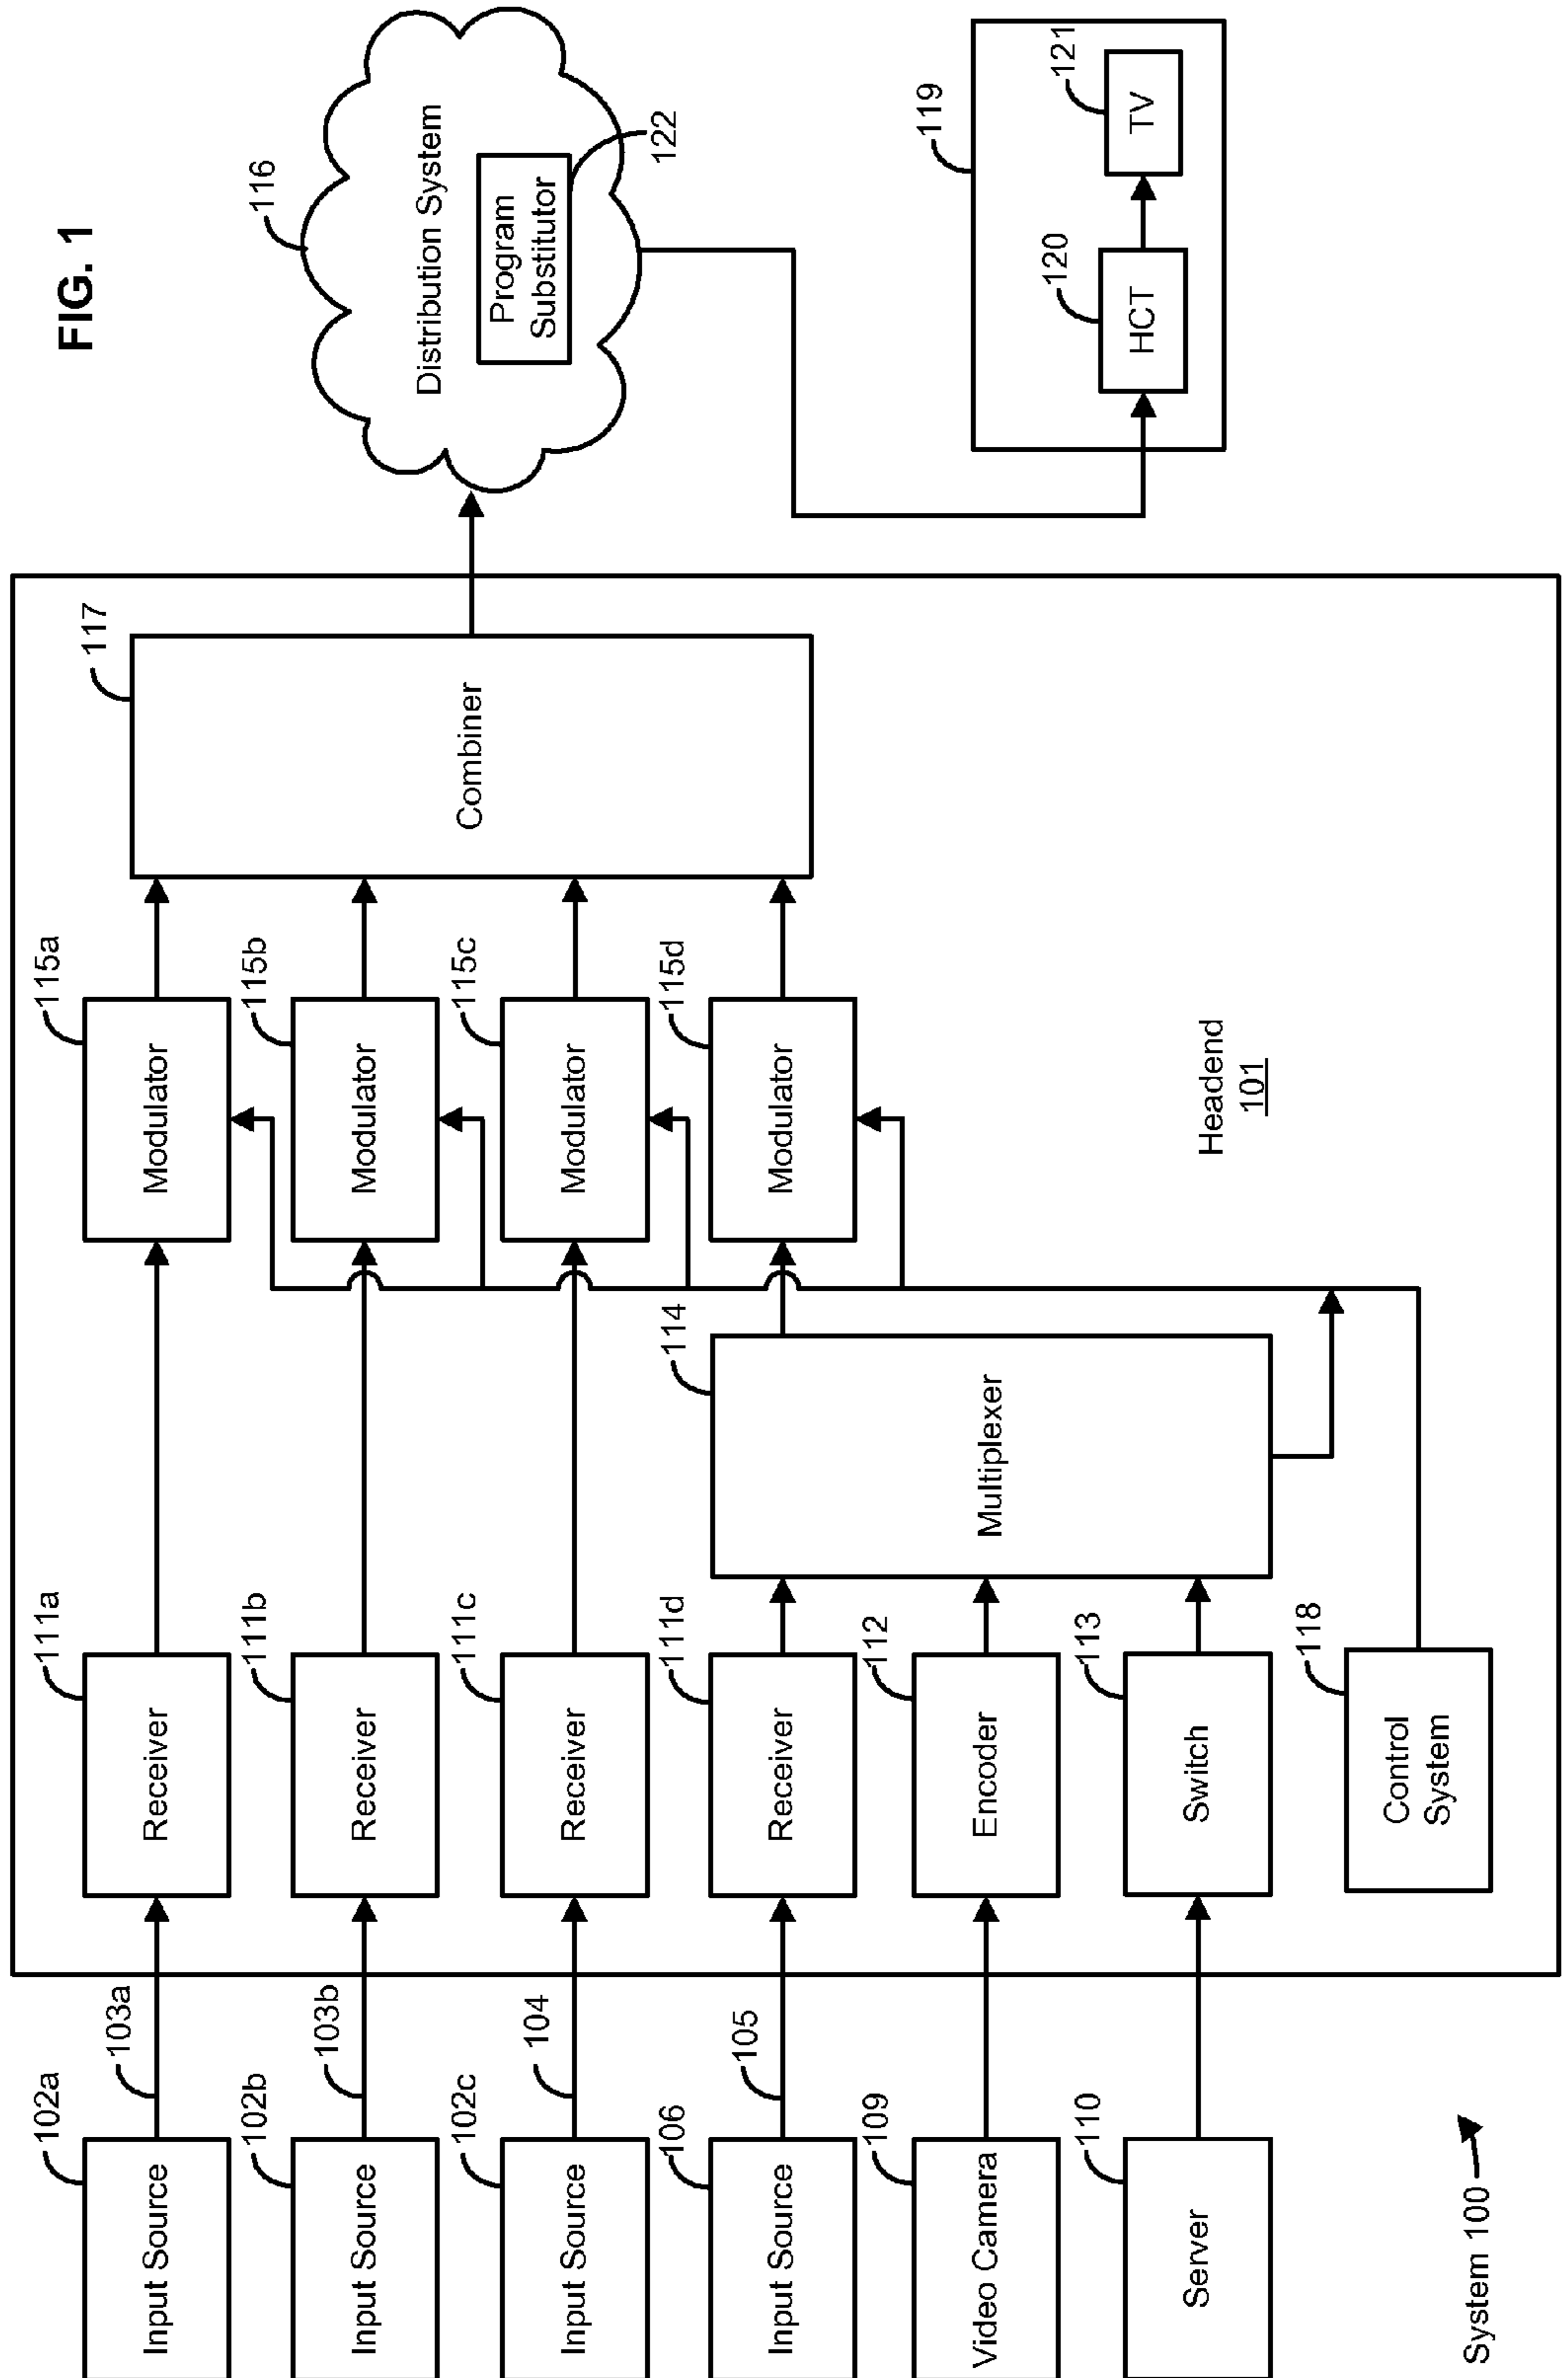 FIG. 1
102a
Input Source
103a
111a
Receiver
115a
Modulator
102b
Input Source
103b
111b
Receiver
115b
Modulator
102c
Input Source
104
111c
Receiver
115c
Modulator
106
Input Source
105
111d
Receiver
115d
Modulator
109
Video Camera
112
Encoder
110
Server
113
Switch
114
Multiplexer
118
Control
System
117
Combiner
Headend
101
116
Distribution System
Program
Substitutor
122
119
120
HCT
121
TV
System 100